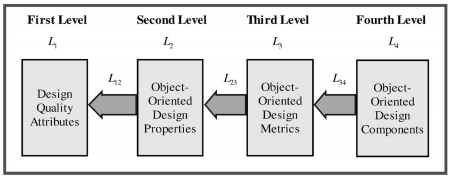 First Level Second Level Third Level Fourth Level
L1 L2 L3 L4
L12 L23 L34
Design
Quality
Attributes
Object-
Oriented
Design
Properties
Object-
Oriented
Design
Metrics
Object-
Oriented
Design
Components